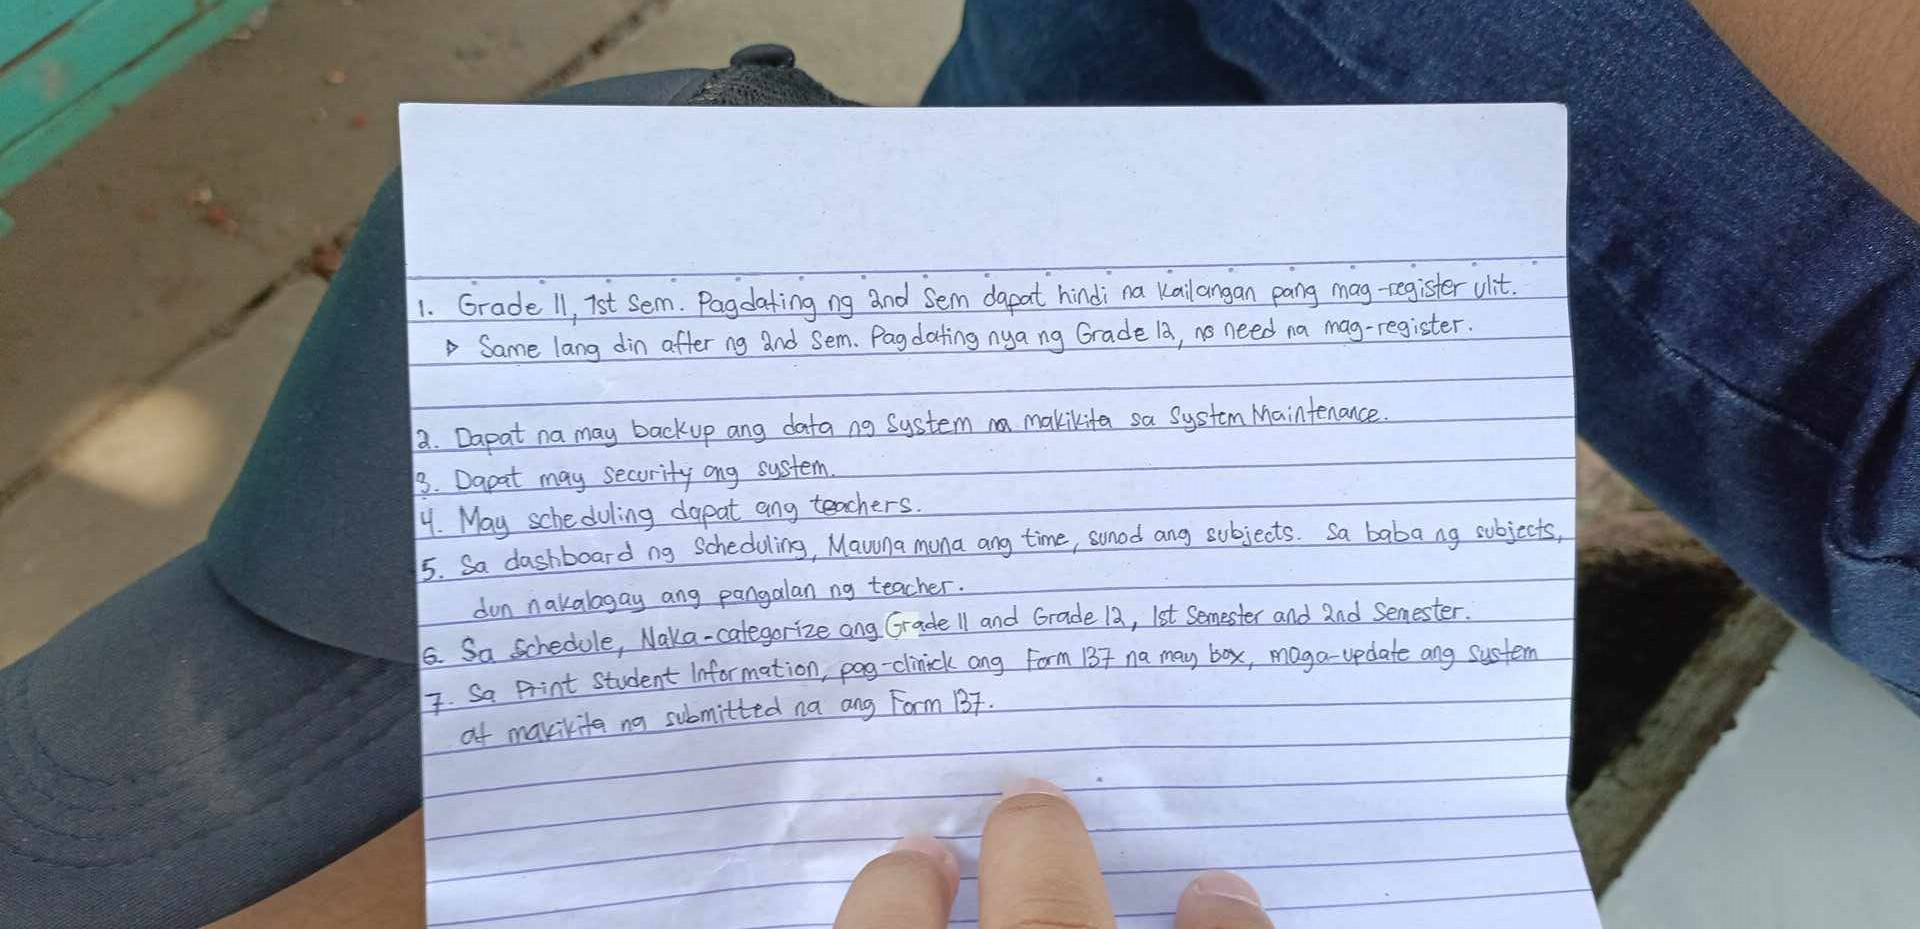 1. Grade 11, 1st Sem. Pagdating ng 2nd Sem dapat hindi na kailangan pang mag-register ulit.
▷ Same lang din after ng 2nd Sem. Pagdating nya ng Grade 12, no need na mag-register.
2. Dapat na may backup ang data ng System na makikita sa System Maintenance.
3. Dapat may security ang system.
4. May scheduling dapat ang teachers.
5. Sa dashboard ng Scheduling, Mauuna muna ang time, sunod ang subjects. Sa baba ng subjects,
dun nakalagay ang pangalan ng teacher.
6. Sa Schedule, Naka-categorize ang Grade 11 and Grade 12, 1st Semester and 2nd Semester.
7. Sa Print Student Information, pag-clinick ang Form 137 na may box, maga-update ang system
at makikita ng submitted na ang Form 137.